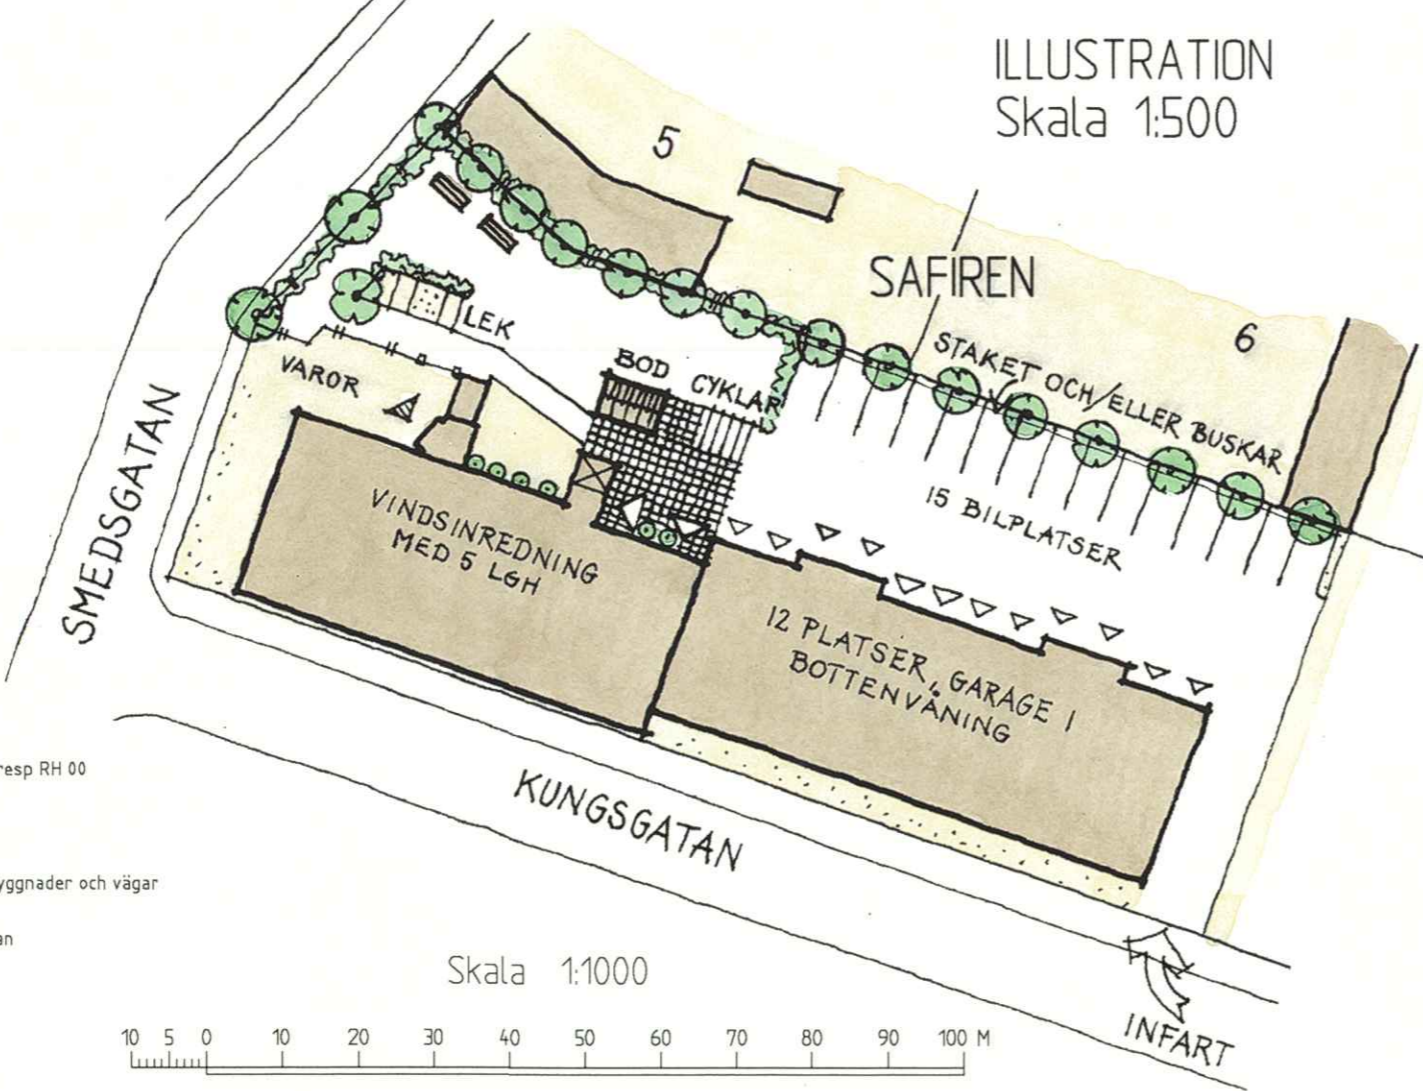 ILLUSTRATION
Skala 1:500
5
SAFIREN
6
STAKET OCH/ELLER BUSKAR
LEK
BOD
CYKLAR
VAROR
15 BILPLATSER
SMEDSGATAN
VINDSINREDNING
MED 5 LGH
12 PLATSER, GARAGE I
BOTTENVÅNING
resp RH 00
KUNGSGATAN
yggnader och vägar
an
Skala 1:1000
INFART
10 5 0 10 20 30 40 50 60 70 80 90 100 M